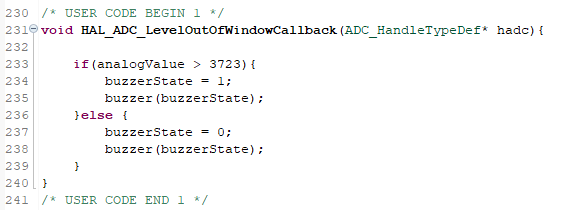 230 /* USER CODE BEGIN 1 */
231 void HAL_ADC_LevelOutOfWindowCallback(ADC_HandleTypeDef* hadc){
232
233     if(analogValue > 3723){
234         buzzerState = 1;
235         buzzer(buzzerState);
236     }else {
237         buzzerState = 0;
238         buzzer(buzzerState);
239     }
240 }
241 /* USER CODE END 1 */